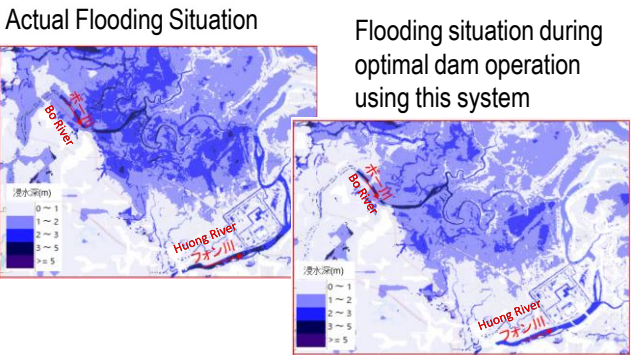 Actual Flooding Situation
Flooding situation during
optimal dam operation
using this system
ボー川
Bo River
浸水深(m)
0 ~ 1
1 ~ 2
2 ~ 3
3 ~ 5
>= 5
Huong River
フォン川
ボー川
Bo River
浸水深(m)
0 ~ 1
1 ~ 2
2 ~ 3
3 ~ 5
>= 5
Huong River
フォン川